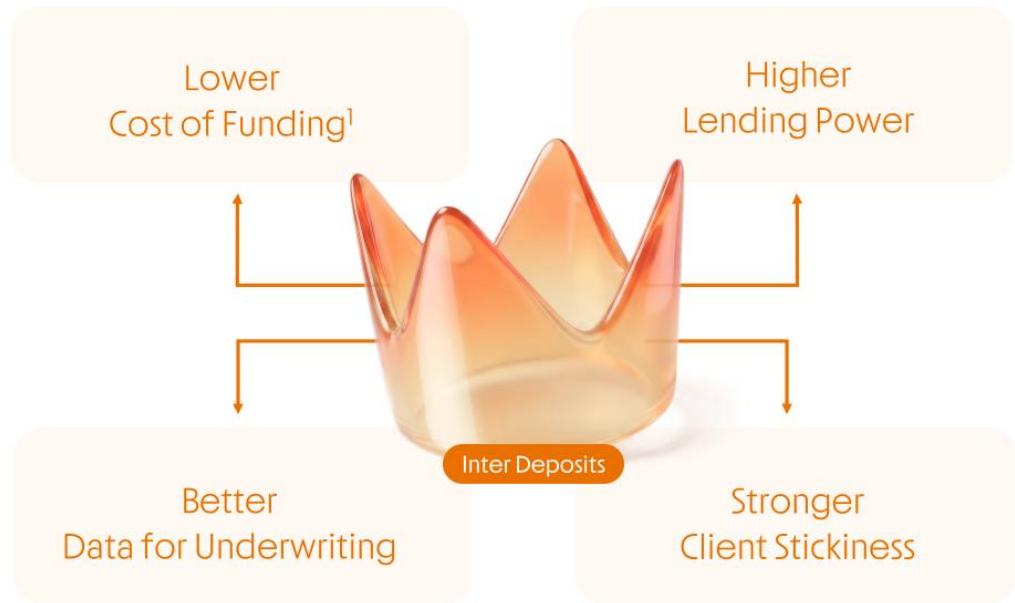 Lower
Cost of Funding¹
Higher
Lending Power
Inter Deposits
Better
Data for Underwriting
Stronger
Client Stickiness